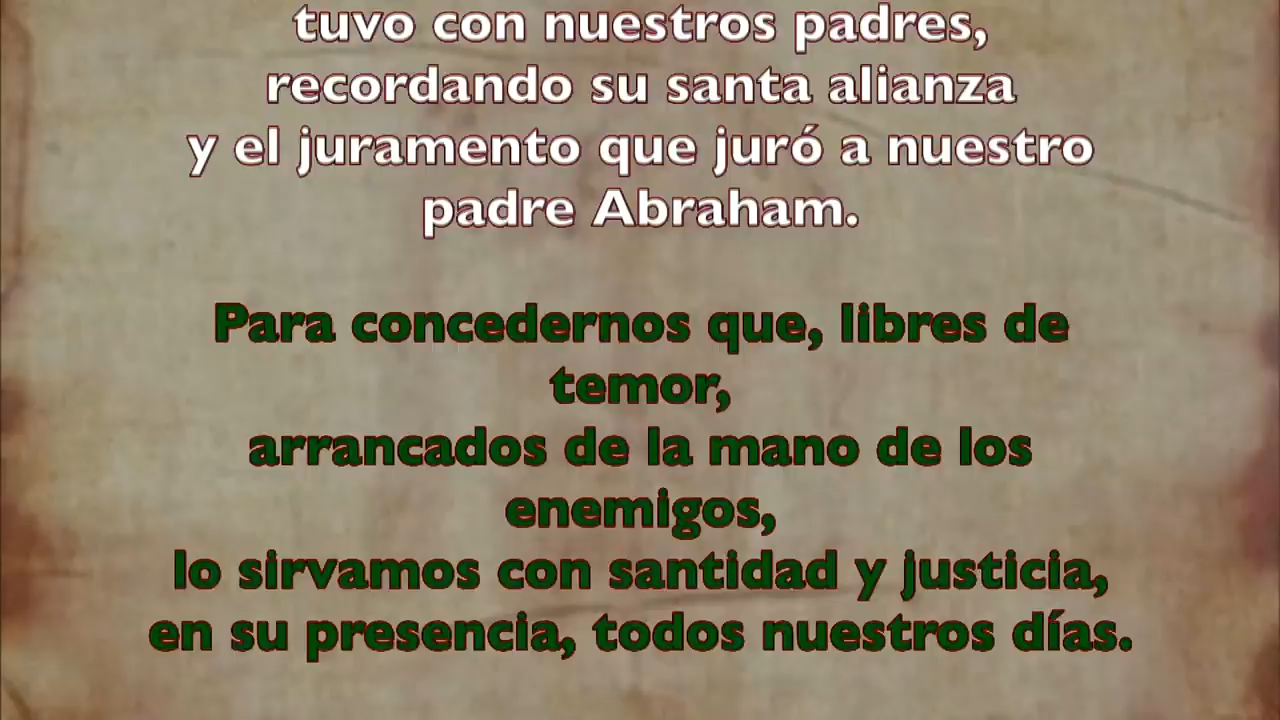 tuvo con nuestros padres,
recordando su santa alianza
y el juramento que juró a nuestro
padre Abraham.
Para concedernos que, libres de
temor,
arrancados de la mano de los
enemigos,
lo sirvamos con santidad y justicia,
en su presencia, todos nuestros días.